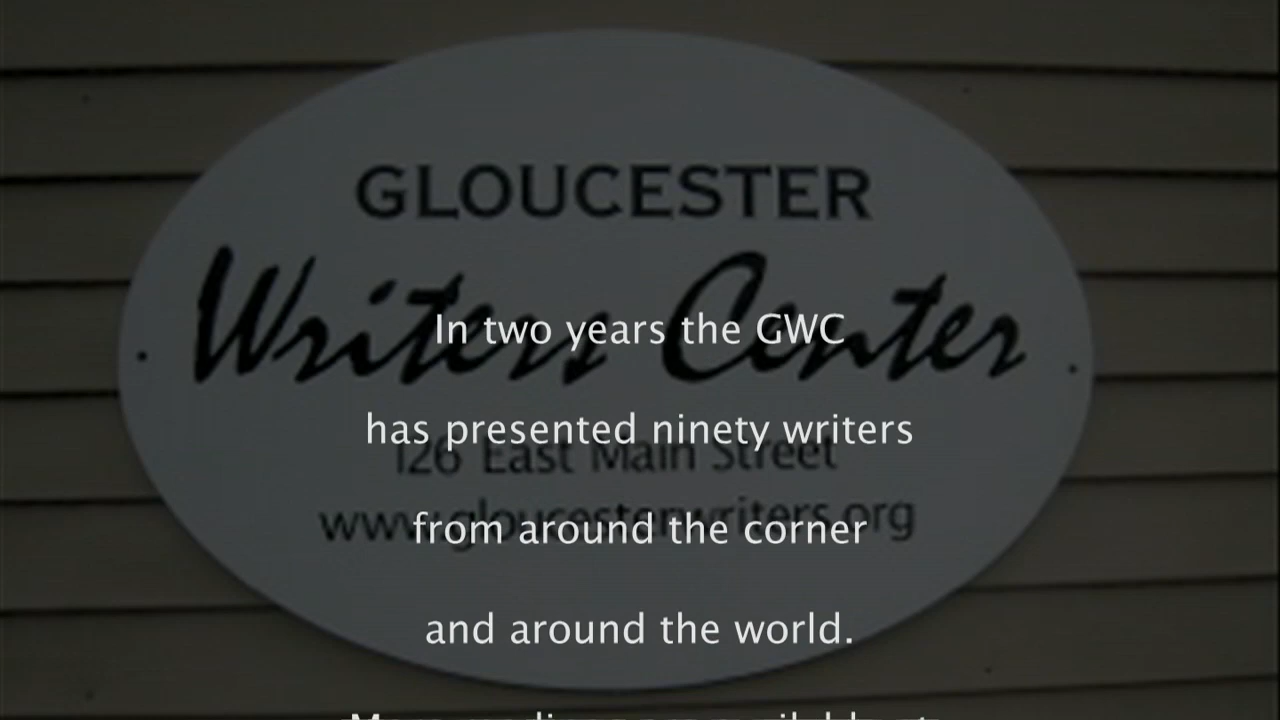 GLOUCESTER
Writers Center
In two years the GWC
has presented ninety writers
126 East Main Street
www.gloucesterwriters.org
from around the corner
and around the world.